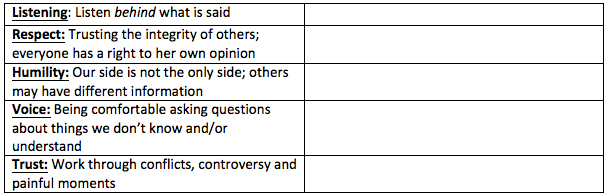 Listening: Listen behind what is said
Respect: Trusting the integrity of others;
everyone has a right to her own opinion
Humility: Our side is not the only side; others
may have different information
Voice: Being comfortable asking questions
about things we don’t know and/or
understand
Trust: Work through conflicts, controversy and
painful moments